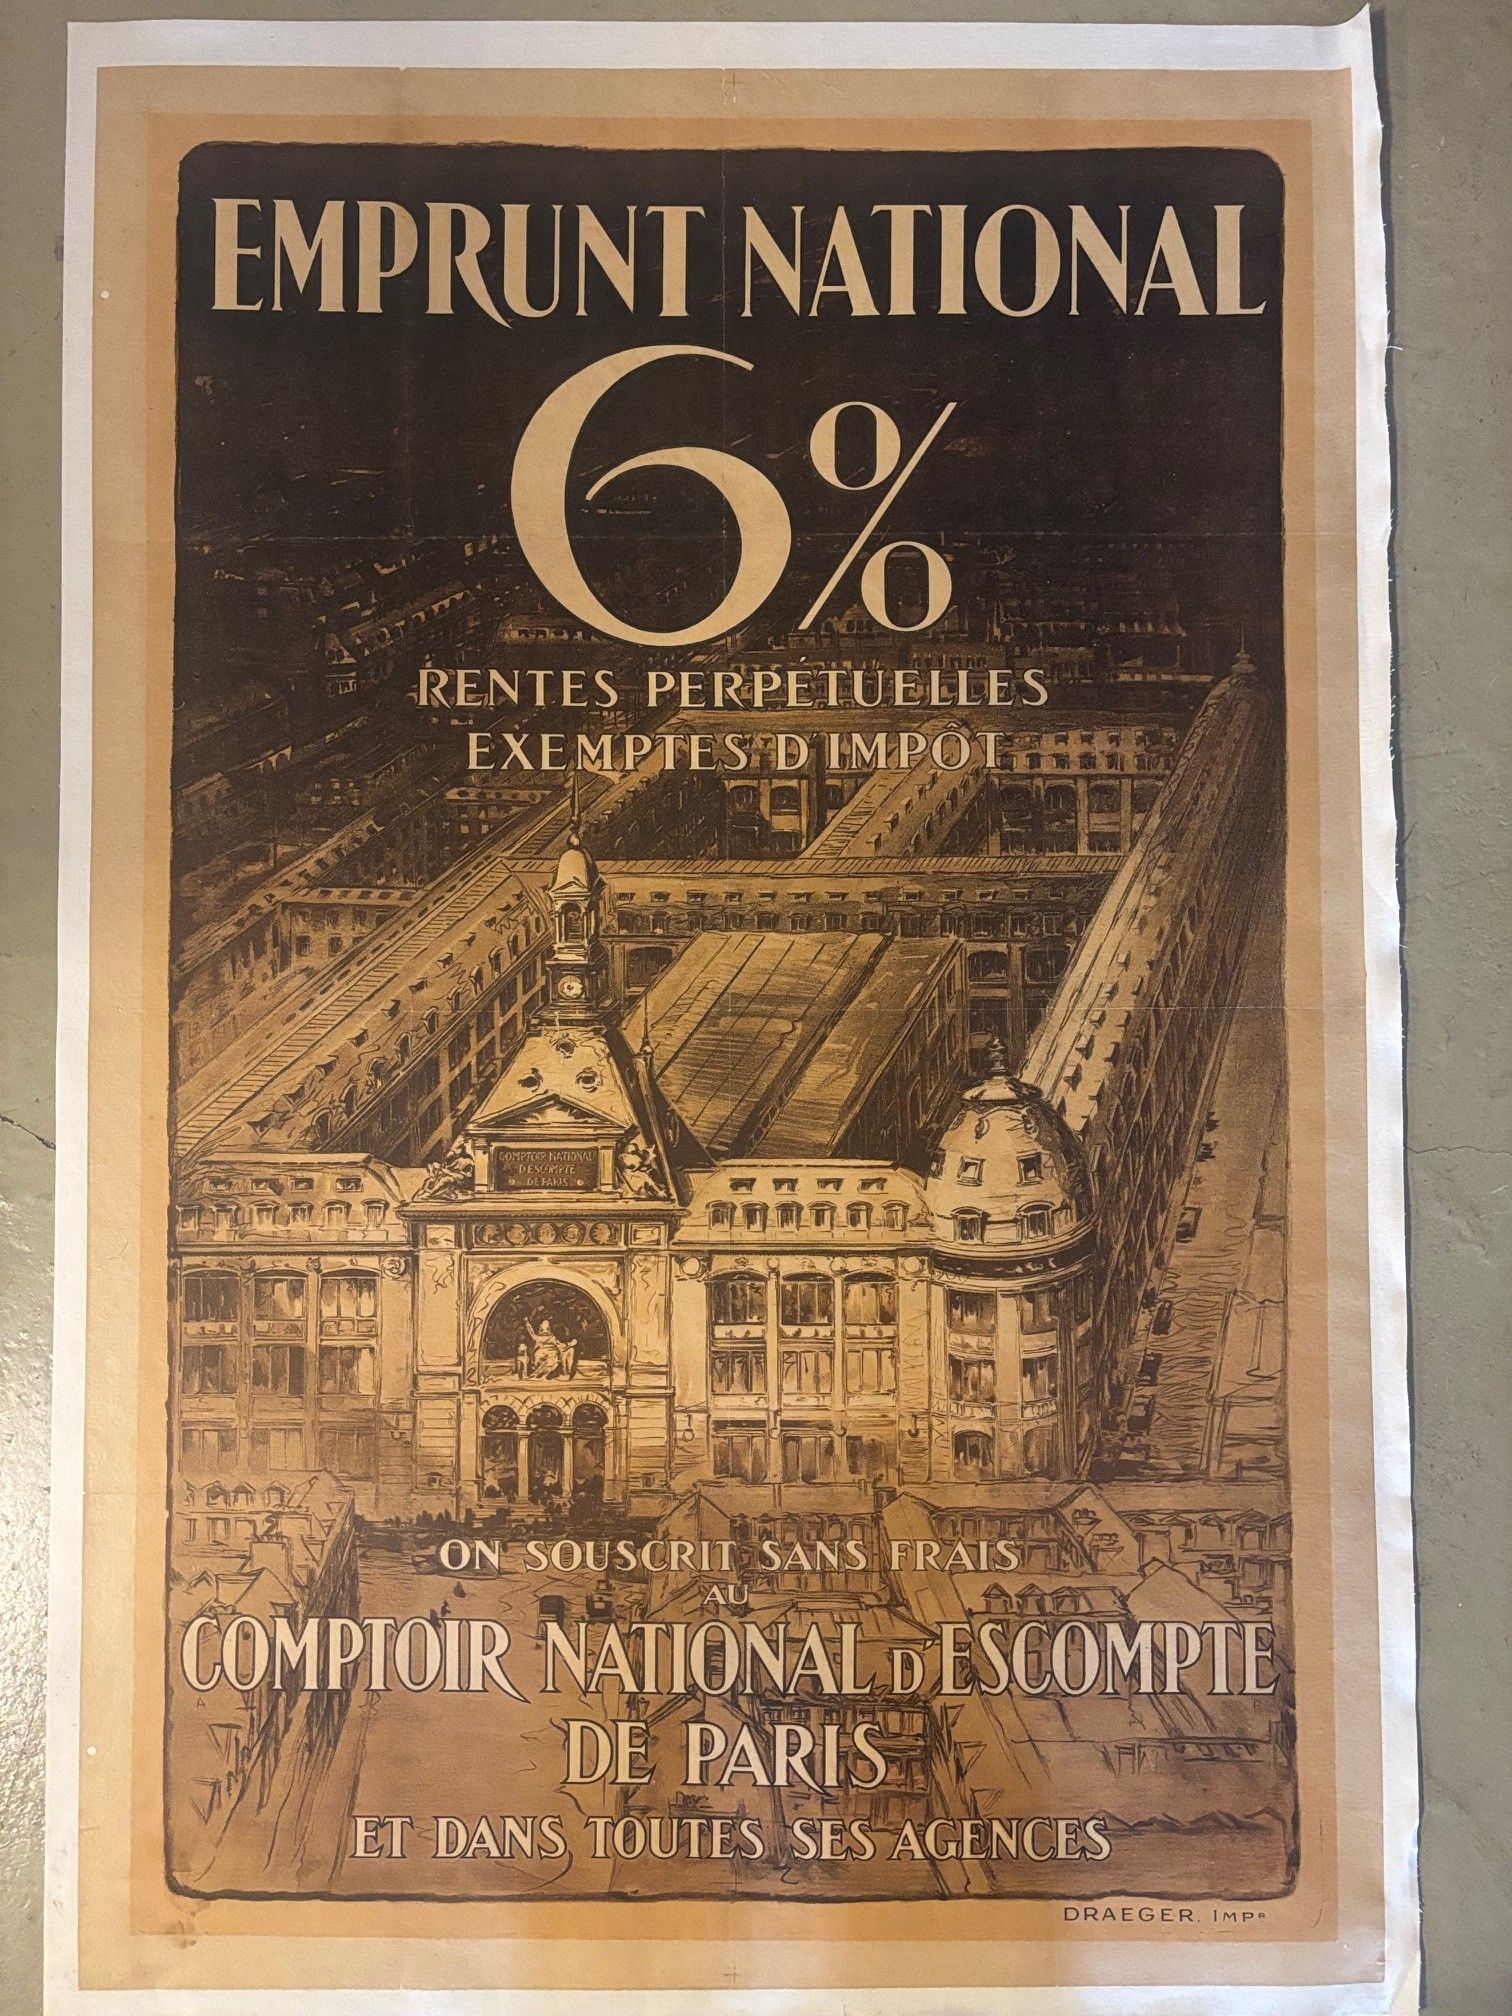 EMPRUNT NATIONAL
6%
RENTES PERPÉTUELLES
EXEMPTES D'IMPÔT
COMPTOIR NATIONAL
D'ESCOMPTE
DE PARIS
ON SOUSCRIT SANS FRAIS
AU
COMPTOIR NATIONAL D'ESCOMPTE
DE PARIS
ET DANS TOUTES SES AGENCES
DRAEGER. IMPR